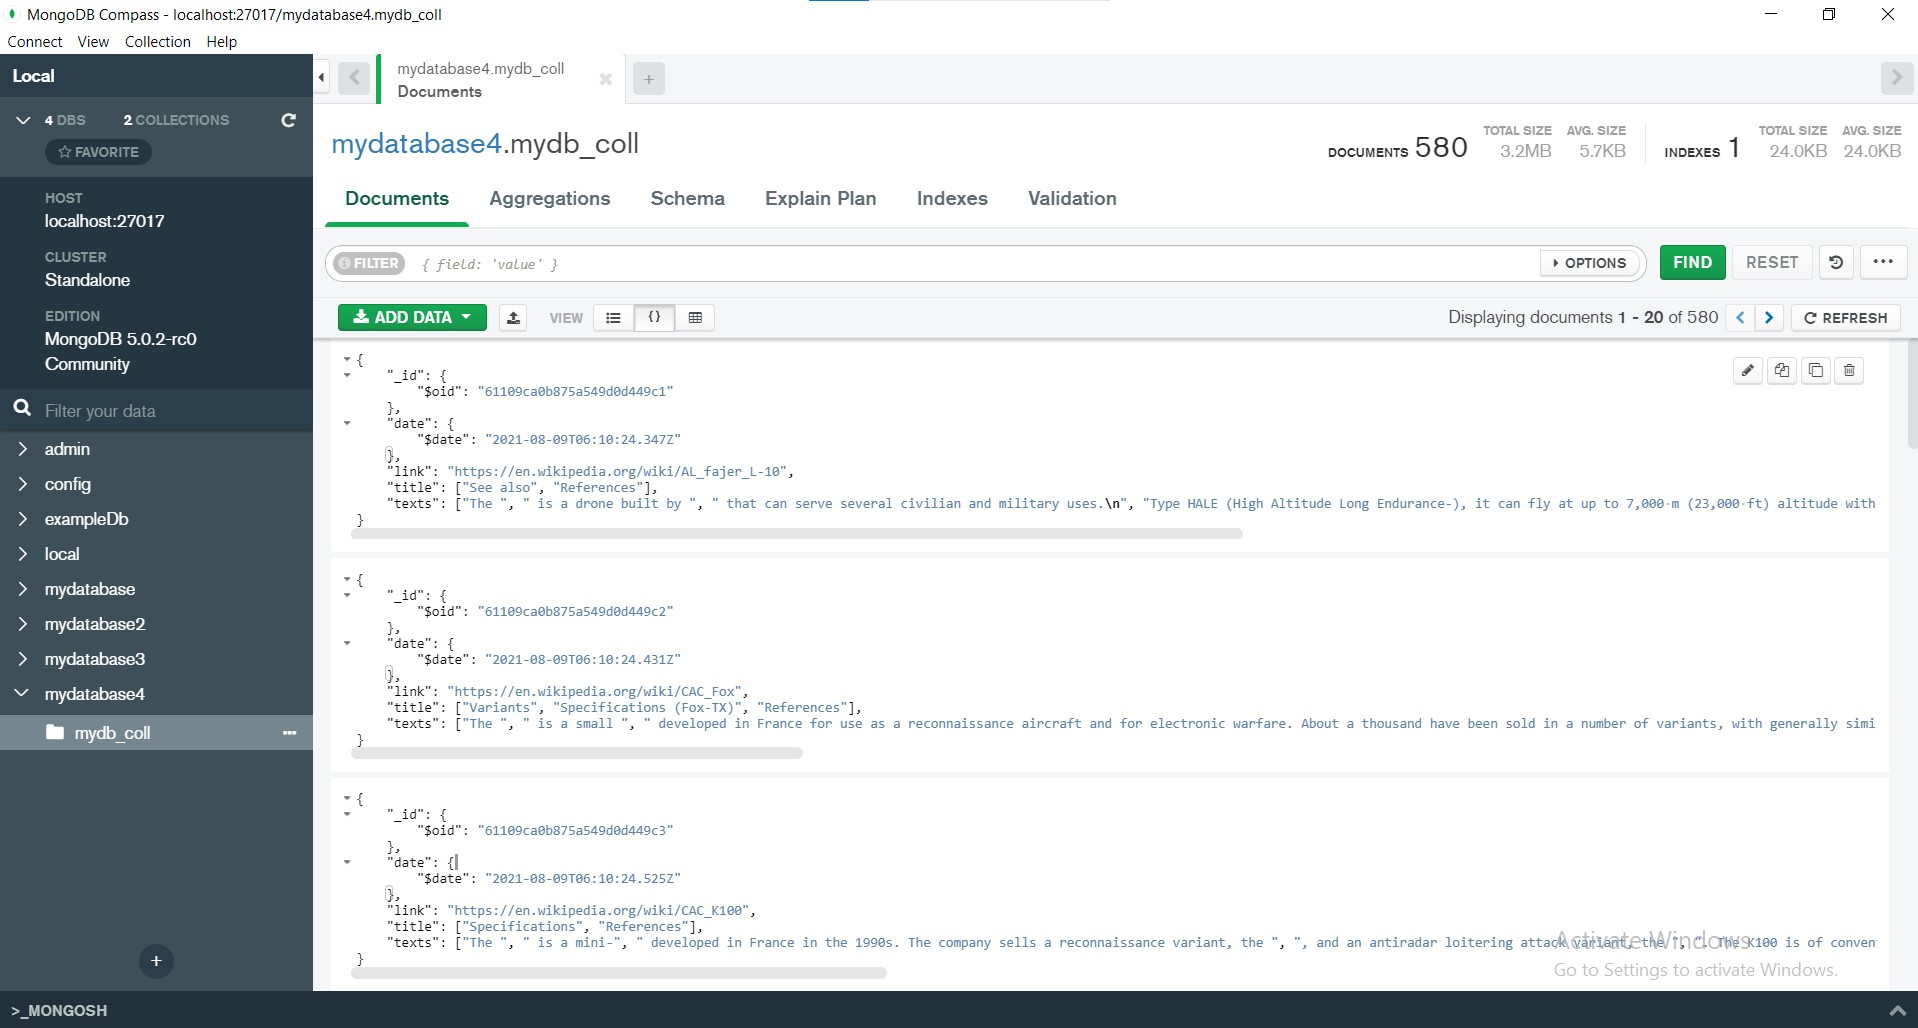 MongoDB Compass - localhost:27017/mydatabase4.mydb_coll
Connect View Collection Help
Local
4 DBS 2 COLLECTIONS
FAVORITE
HOST
localhost:27017
CLUSTER
Standalone
EDITION
MongoDB 5.0.2-rc0
Community
Filter your data
admin
config
exampleDb
local
mydatabase
mydatabase2
mydatabase3
mydatabase4
mydb_coll
mydatabase4.mydb_coll
Documents
mydatabase4.mydb_coll
DOCUMENTS 580 TOTAL SIZE 3.2MB AVG. SIZE 5.7KB INDEXES 1 TOTAL SIZE 24.0KB AVG. SIZE 24.0KB
Documents Aggregations Schema Explain Plan Indexes Validation
FILTER { field: 'value' } OPTIONS FIND RESET
ADD DATA VIEW Displaying documents 1 - 20 of 580 REFRESH
{
"_id": {
"$oid": "61109ca0b875a549d0d449c1"
},
"date": {
"$date": "2021-08-09T06:10:24.347Z"
},
"link": "https://en.wikipedia.org/wiki/AL_fajer_L-10",
"title": ["See also", "References"],
"texts": ["The ", " is a drone built by ", " that can serve several civilian and military uses.\n", "Type HALE (High Altitude Long Endurance-), it can fly at up to 7,000·m (23,000·ft) altitude with
}
{
"_id": {
"$oid": "61109ca0b875a549d0d449c2"
},
"date": {
"$date": "2021-08-09T06:10:24.431Z"
},
"link": "https://en.wikipedia.org/wiki/CAC_Fox",
"title": ["Variants", "Specifications (Fox-TX)", "References"],
"texts": ["The ", " is a small ", " developed in France for use as a reconnaissance aircraft and for electronic warfare. About a thousand have been sold in a number of variants, with generally simi
}
{
"_id": {
"$oid": "61109ca0b875a549d0d449c3"
},
"date": {
"$date": "2021-08-09T06:10:24.525Z"
},
"link": "https://en.wikipedia.org/wiki/CAC_K100",
"title": ["Specifications", "References"],
"texts": ["The ", " is a mini-", " developed in France in the 1990s. The company sells a reconnaissance variant, the ", ", and an antiradar loitering attack variant, the ", ". The K100 is of conven
}
Activate Windows
Go to Settings to activate Windows.
>_MONGOSH